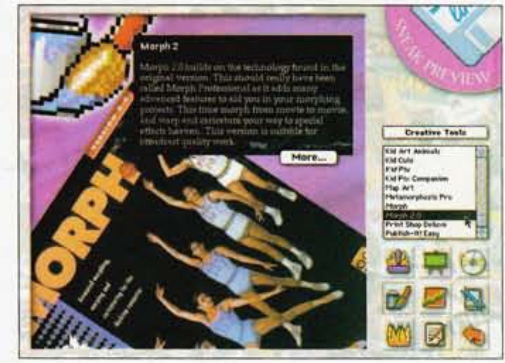 Morph 2
Morph 2.0 builds on the technology found in the
original version. This should really have been
called Morph Professional as it adds many
advanced features to aid you in your morphing
projects. This time morph from movie to movie,
and warp and caricature your way to special
effects heaven. This version is suitable for
broadcast quality work.
More...
SNEAK PREVIEW
Creative Tools
Kid Art Animals
Kid Cuts
Kid Pix
Kid Pix Companion
Map Art
Metamorphosis Pro
Morph
Morph 2.0
Print Shop Deluxe
Publish-It! Easy
MORPH